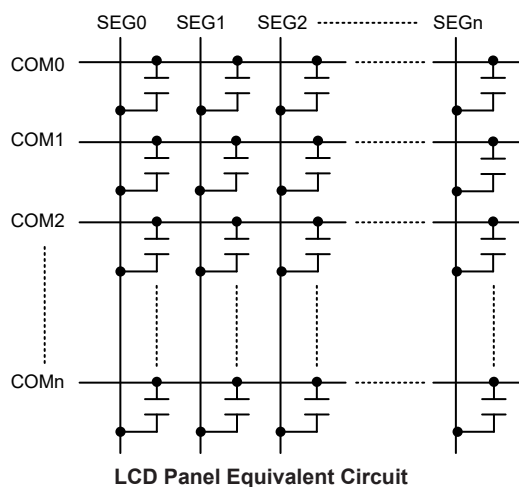 SEG0 SEG1 SEG2 SEGn
COM0
COM1
COM2
COMn
LCD Panel Equivalent Circuit